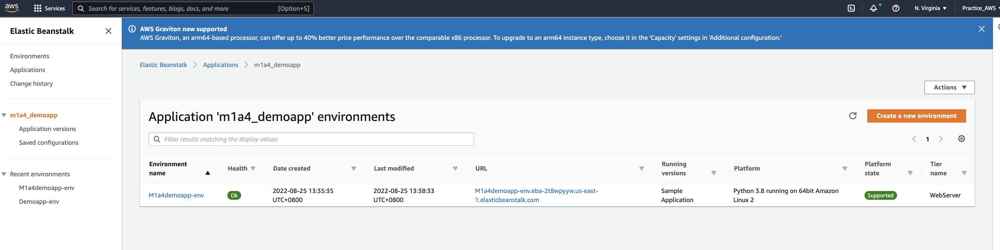 aws
Services
Search for services, features, blogs, docs, and more
[Option+S]
N. Virginia
Practice_AWS
Elastic Beanstalk
Environments
Applications
Change history
m1a4_demoapp
Application versions
Saved configurations
Recent environments
M1a4demoapp-env
Demoapp-env
AWS Graviton now supported
AWS Graviton, an arm64-based processor, can offer up to 40% better price performance over the comparable x86 processor. To upgrade to an arm64 instance type, choose it in the 'Capacity' settings in 'Additional configuration.'
Elastic Beanstalk
Applications
m1a4_demoapp
Actions
Application 'm1a4_demoapp' environments
Create a new environment
Filter results matching the display values
1
Environment
name
Health
Date created
Last modified
URL
Running
versions
Platform
Platform
state
Tier
name
M1a4demoapp-env
Ok
2022-08-25 13:35:35
UTC+0800
2022-08-25 13:38:33
UTC+0800
M1a4demoapp-env.eba-2t8wpyyw.us-east-
1.elasticbeanstalk.com
Sample
Application
Python 3.8 running on 64bit Amazon
Linux 2
Supported
WebServer